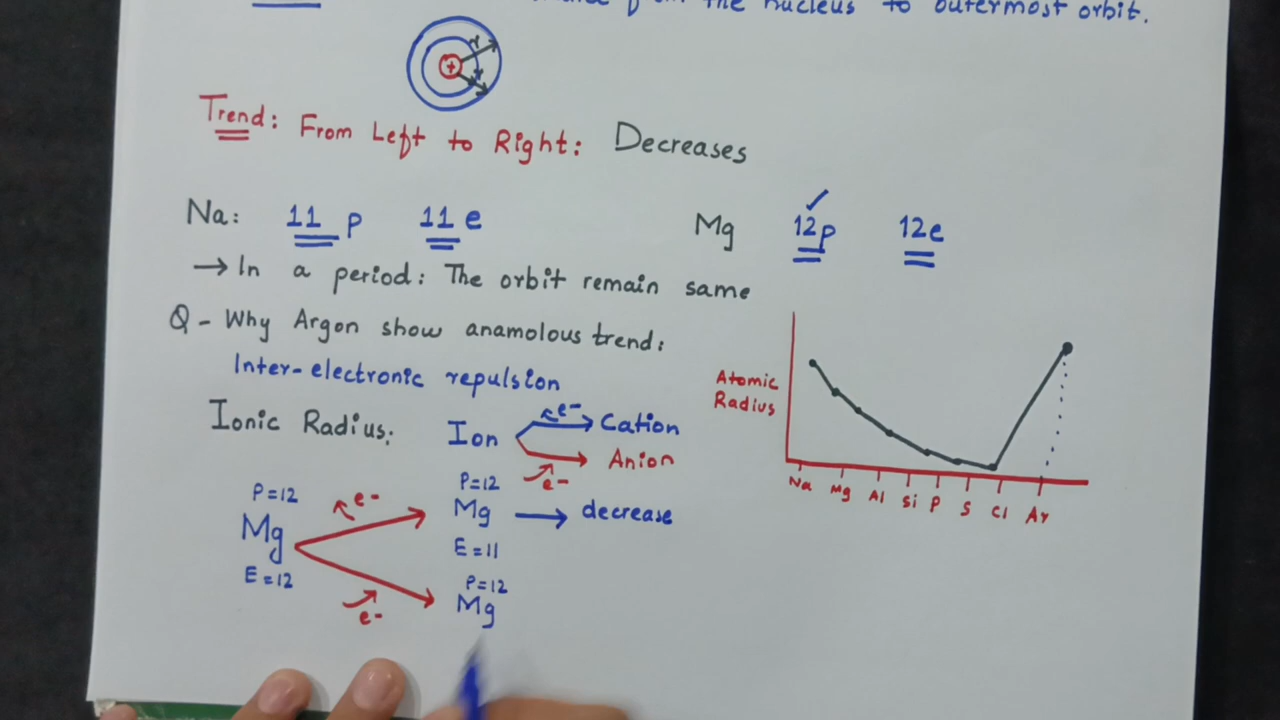 from the nucleus to outermost orbit.
+ r r
Trend: From Left to Right: Decreases
Na: 11 p 11 e
Mg 12p 12e
→ In a period: The orbit remain same
Q - Why Argon show anamolous trend:
Inter-electronic repulsion
Atomic
Radius
Na Mg Al Si P S Cl Ar
Ionic Radius: Ion
e- Cation
e- Anion
P=12
Mg
E=12
e-
e-
P=12
Mg → decrease
E=11
P=12
Mg